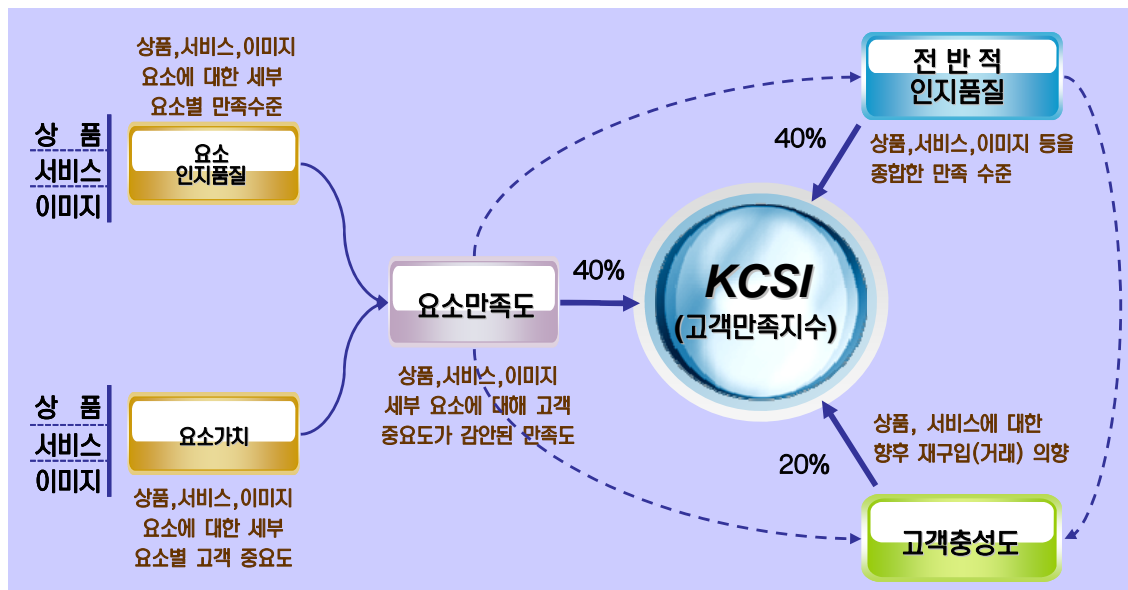 상품,서비스,이미지
요소에 대한 세부
요소별 만족수준
상 품
서비스
이미지
요소
인지품질
전 반 적
인지품질
40%
상품,서비스,이미지 등을
종합한 만족 수준
요소만족도
40%
KCSI
(고객만족지수)
상품,서비스,이미지
세부 요소에 대해 고객
중요도가 감안된 만족도
상 품
서비스
이미지
요소가치
상품,서비스,이미지
요소에 대한 세부
요소별 고객 중요도
상품, 서비스에 대한
향후 재구입(거래) 의향
20%
고객충성도